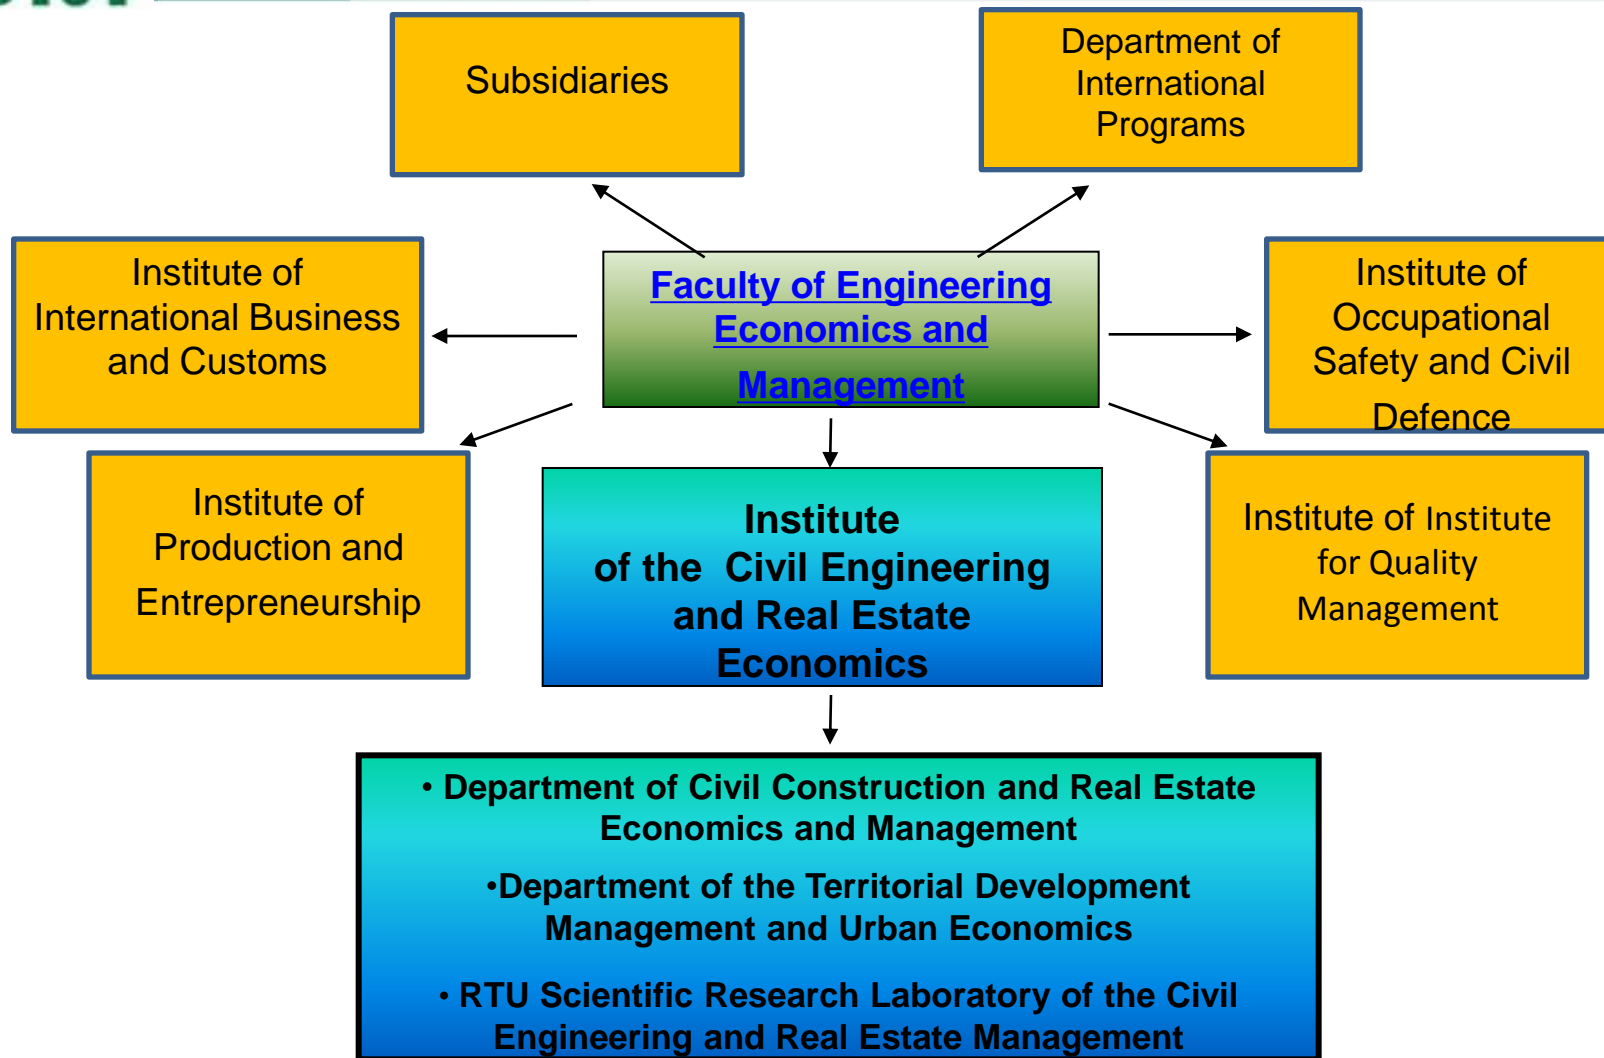 Subsidiaries
Department of
International
Programs
Institute of
International Business
and Customs
Faculty of Engineering
Economics and
Management
Institute of
Occupational
Safety and Civil
Defence
Institute of
Production and
Entrepreneurship
Institute
of the Civil Engineering
and Real Estate
Economics
Institute of Institute
for Quality
Management
• Department of Civil Construction and Real Estate
Economics and Management
•Department of the Territorial Development
Management and Urban Economics
• RTU Scientific Research Laboratory of the Civil
Engineering and Real Estate Management